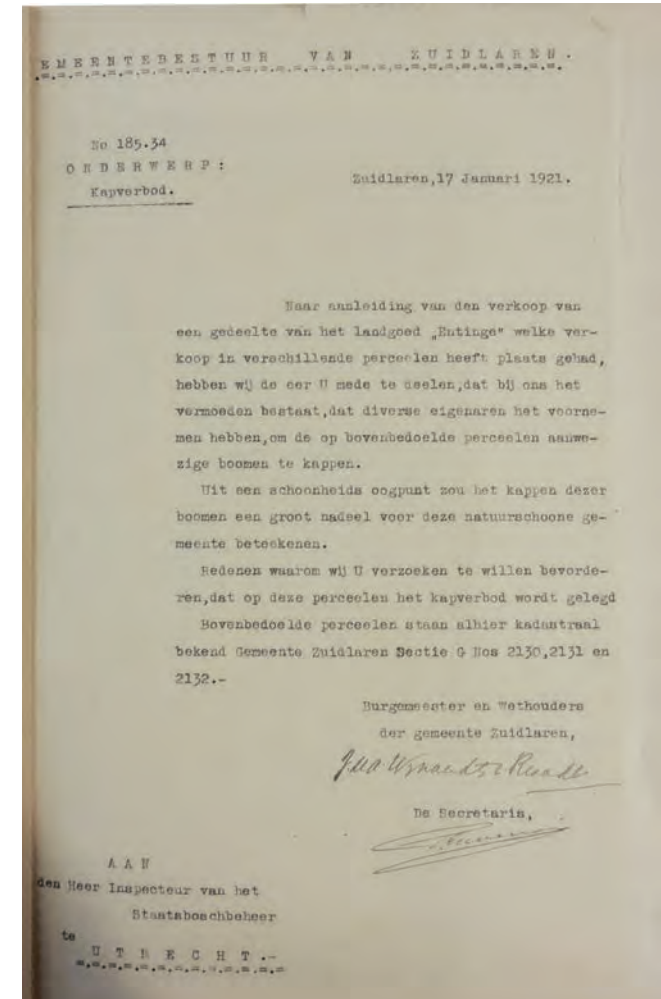 EMEENTEBESTUUR VAN ZUIDLAREN.
No 185.34
ONDERWERP:
Kapverbod.
Zuidlaren,17 Januari 1921.
Naar aanleiding van den verkoop van
een gedeelte van het landgoed „Entinge" welke ver-
koop in verschillende perceelen heeft plaats gehad,
hebben wij de eer U mede te deelen,dat bij ons het
vermoeden bestaat,dat diverse eigenaren het voorne-
men hebben,om de op bovenbedoelde perceelen aanwe-
zige boomen te kappen.
Uit een schoonheids oogpunt zou het kappen dezer
boomen een groot nadeel voor deze natuurschoone ge-
meente beteekenen.
Redenen waarom wij U verzoeken te willen bevorde-
ren,dat op deze perceelen het kapverbod wordt gelegd
Bovenbedoelde perceelen staan alhier kadastraal
bekend Gemeente Zuidlaren Sectie G Nos 2130,2131 en
2132.-
Burgemeester en Wethouders
der gemeente Zuidlaren,
De Secretaris,
AAN
den Heer Inspecteur van het
Staatsboschbeheer
te
UTRECHT.-